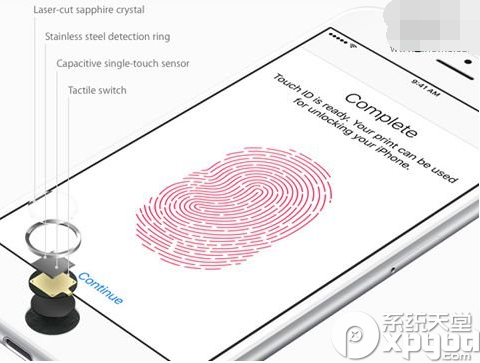 Laser-cut sapphire crystal
Stainless steel detection ring
Capacitive single-touch sensor
Tactile switch
9:41 AM
Complete
Touch ID is ready. Your print can be used
for unlocking your iPhone.
Continue
系统天堂